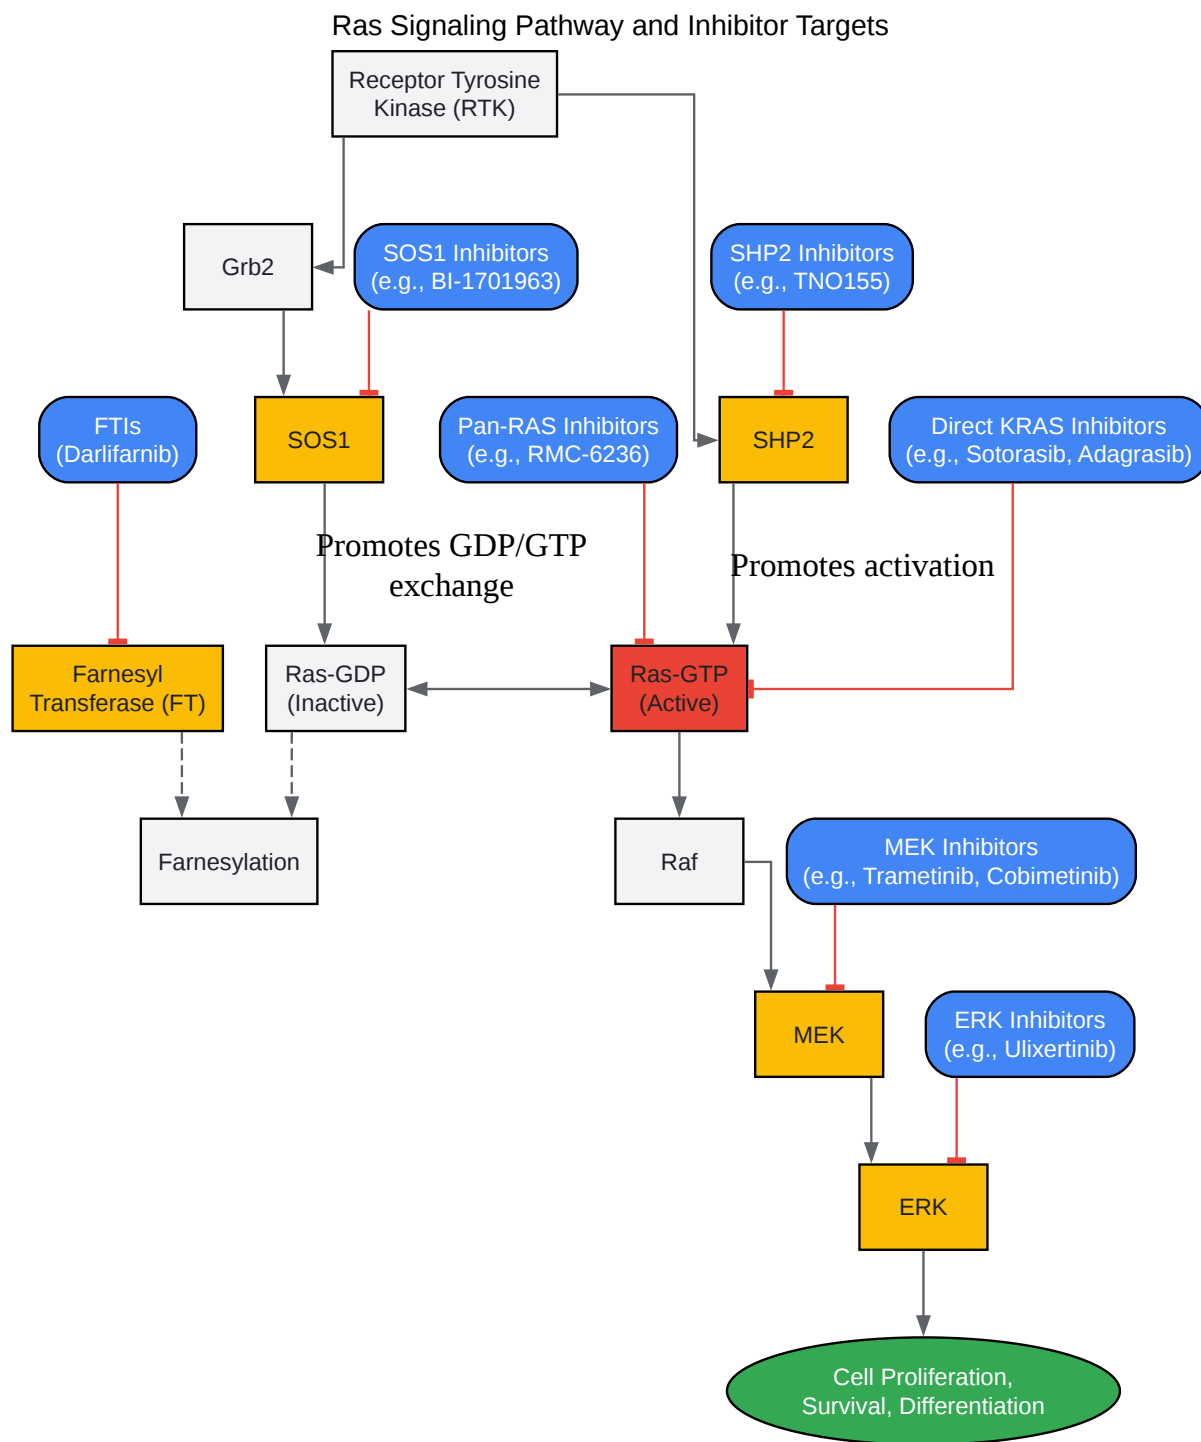 Ras Signaling Pathway and Inhibitor Targets
Receptor Tyrosine
Kinase (RTK)
Grb2
SOS1 Inhibitors
(e.g., BI-1701963)
SHP2 Inhibitors
(e.g., TNO155)
FTIs
(Darlifarnib)
SOS1
Pan-RAS Inhibitors
(e.g., RMC-6236)
SHP2
Direct KRAS Inhibitors
(e.g., Sotorasib, Adagrasib)
Promotes GDP/GTP
exchange
Promotes activation
Farnesyl
Transferase (FT)
Ras-GDP
(Inactive)
Ras-GTP
(Active)
Farnesylation
Raf
MEK Inhibitors
(e.g., Trametinib, Cobimetinib)
MEK
ERK Inhibitors
(e.g., Ulixertinib)
ERK
Cell Proliferation,
Survival, Differentiation